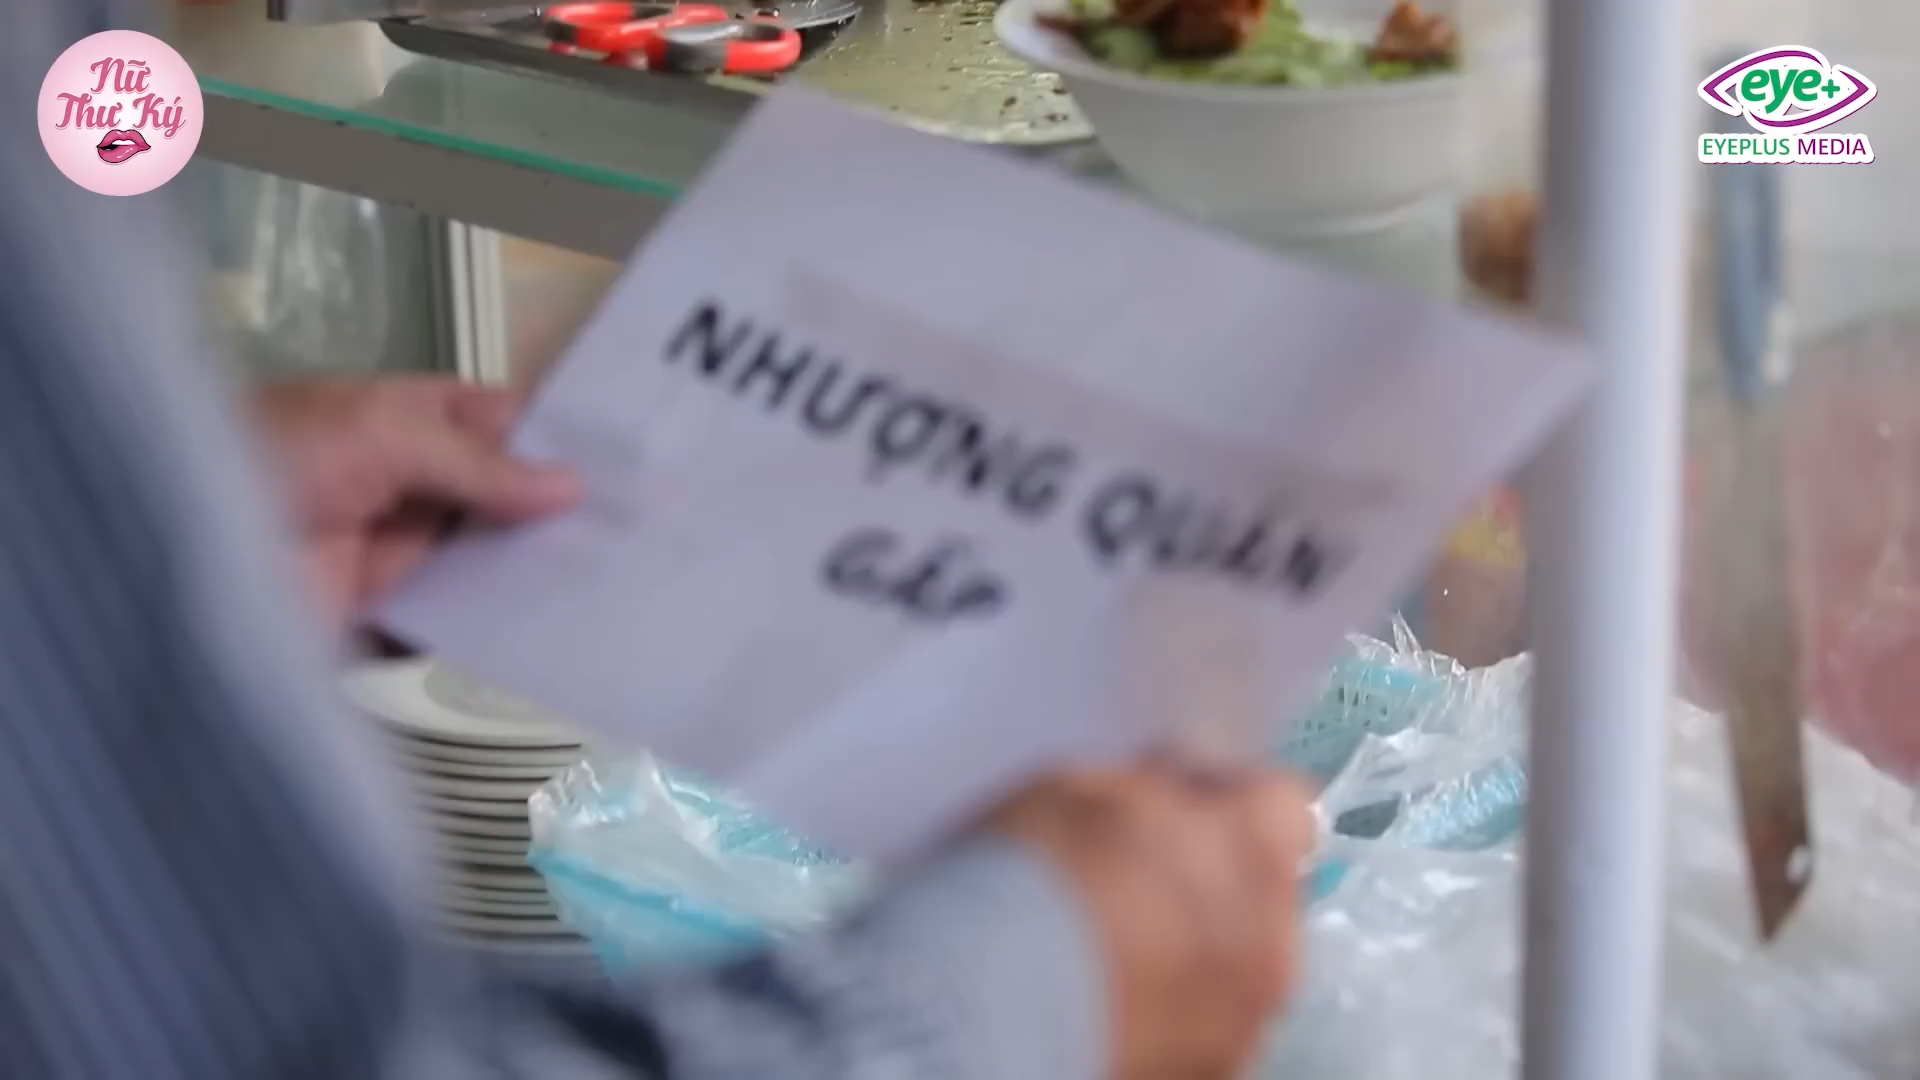 Nữ
Thư Ký
eye+
EYEPLUS MEDIA
NHƯỢNG QUÁN
GẤP